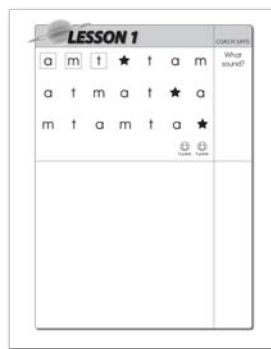 LESSON 1
COACH SAYS:
What sound?
a m t ★ t a m
a t m a t ★ a
m t a m t a ★